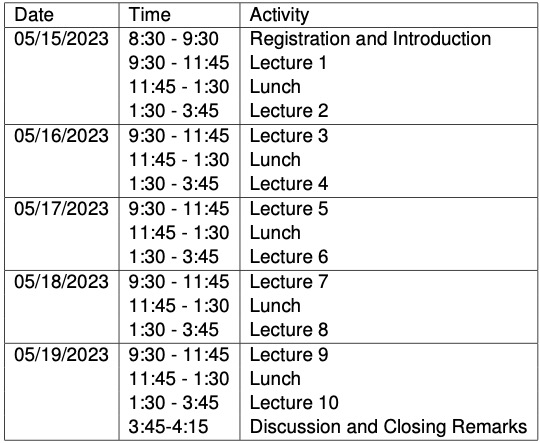 Date Time Activity
05/15/2023 8:30 - 9:30 Registration and Introduction
9:30 - 11:45 Lecture 1
11:45 - 1:30 Lunch
1:30 - 3:45 Lecture 2
05/16/2023 9:30 - 11:45 Lecture 3
11:45 - 1:30 Lunch
1:30 - 3:45 Lecture 4
05/17/2023 9:30 - 11:45 Lecture 5
11:45 - 1:30 Lunch
1:30 - 3:45 Lecture 6
05/18/2023 9:30 - 11:45 Lecture 7
11:45 - 1:30 Lunch
1:30 - 3:45 Lecture 8
05/19/2023 9:30 - 11:45 Lecture 9
11:45 - 1:30 Lunch
1:30 - 3:45 Lecture 10
3:45-4:15 Discussion and Closing Remarks